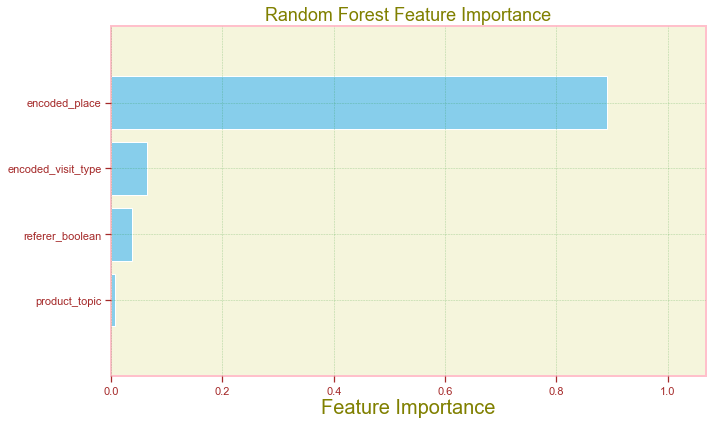 Random Forest Feature Importance
encoded_place
encoded_visit_type
referer_boolean
product_topic
0.0 0.2 0.4 0.6 0.8 1.0
Feature Importance